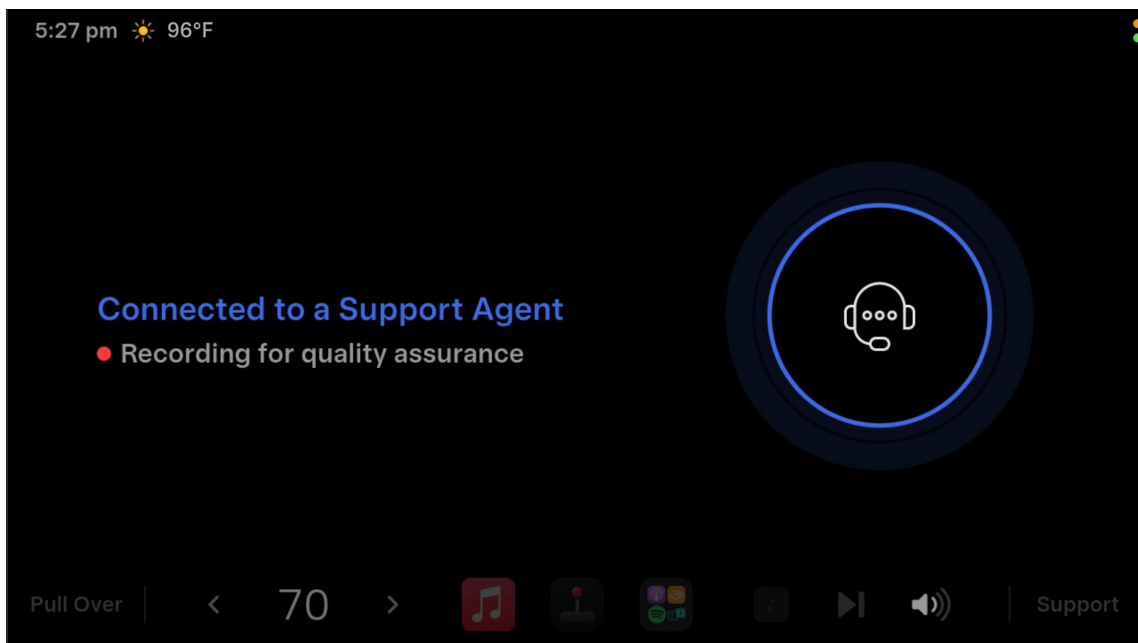 5:27 pm 96°F
Connected to a Support Agent
Recording for quality assurance
Pull Over < 70 > Support